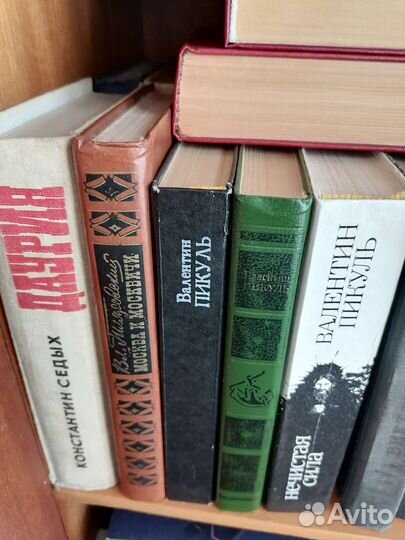 ДАУРИЯ
КОНСТАНТИН СЕДЫХ
Вл. Гиляровский
МОСКВА И МОСКВИЧИ
Валентин
ПИКУЛЬ
Валентин
ПИКУЛЬ
ВАЛЕНТИН
ПИКУЛЬ
нечистая
сила
Avito